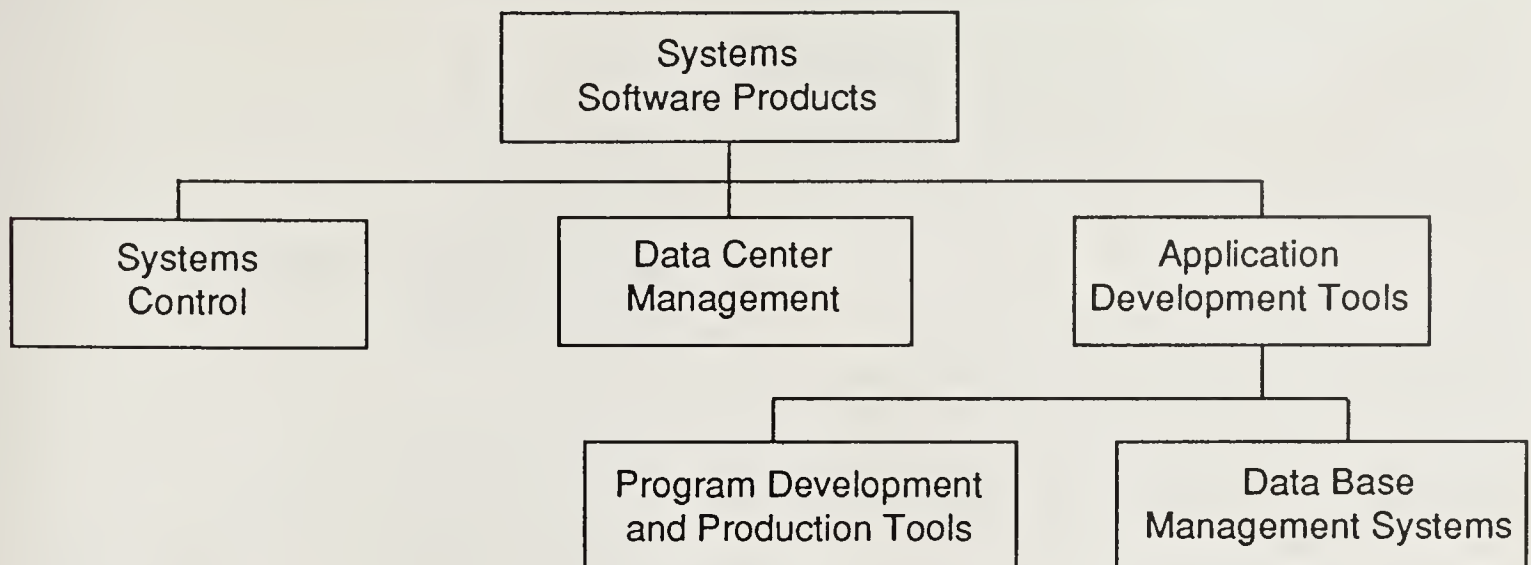 Systems
Software Products
Systems
Control
Data Center
Management
Application
Development Tools
Program Development
and Production Tools
Data Base
Management Systems